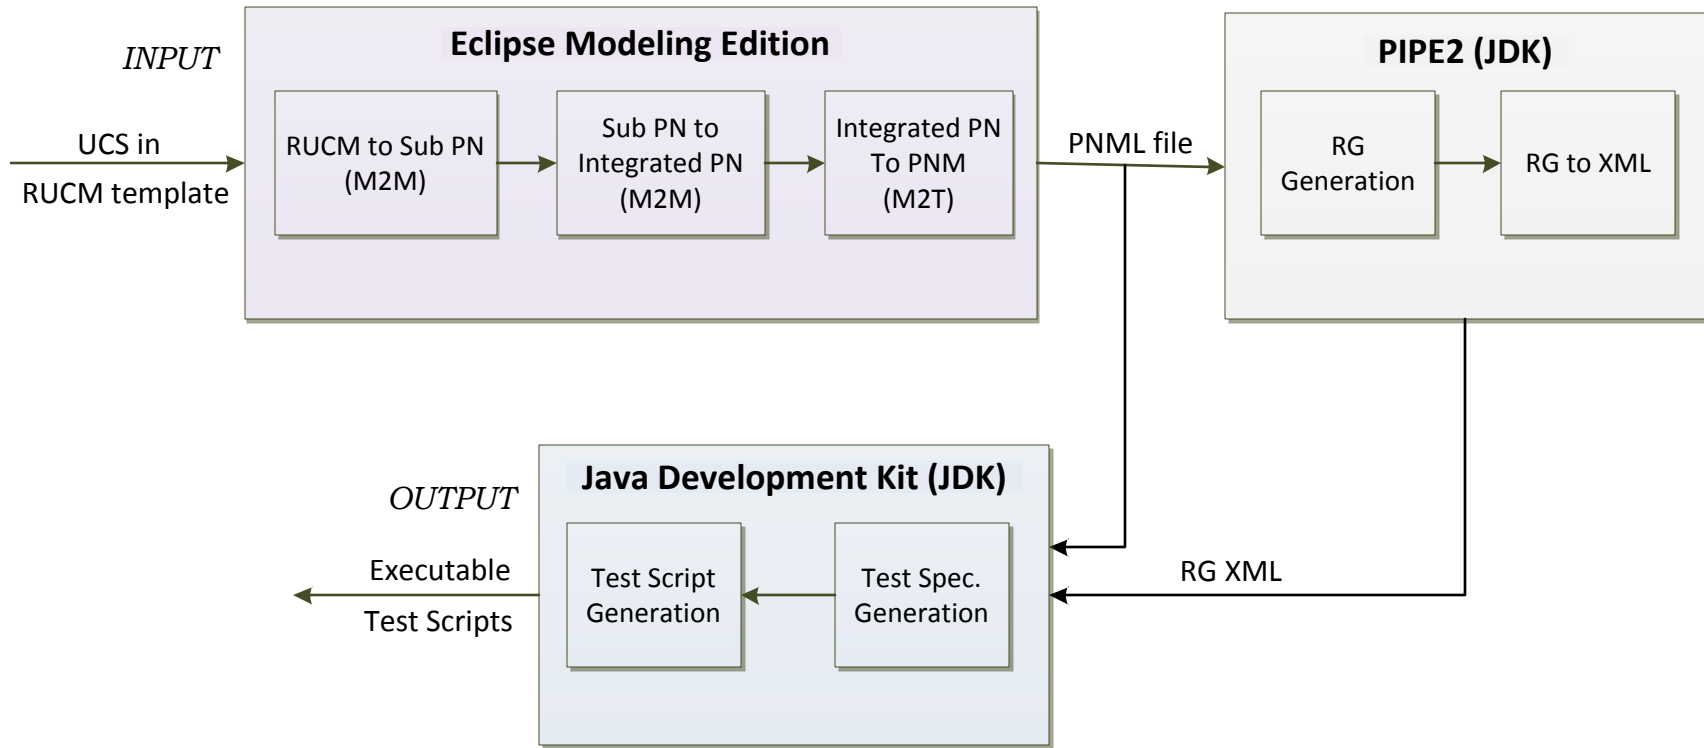 INPUT
UCS in
RUCM template
Eclipse Modeling Edition
RUCM to Sub PN
(M2M)
Sub PN to
Integrated PN
(M2M)
Integrated PN
To PNM
(M2T)
PNML file
PIPE2 (JDK)
RG
Generation
RG to XML
OUTPUT
Executable
Test Scripts
Java Development Kit (JDK)
Test Script
Generation
Test Spec.
Generation
RG XML